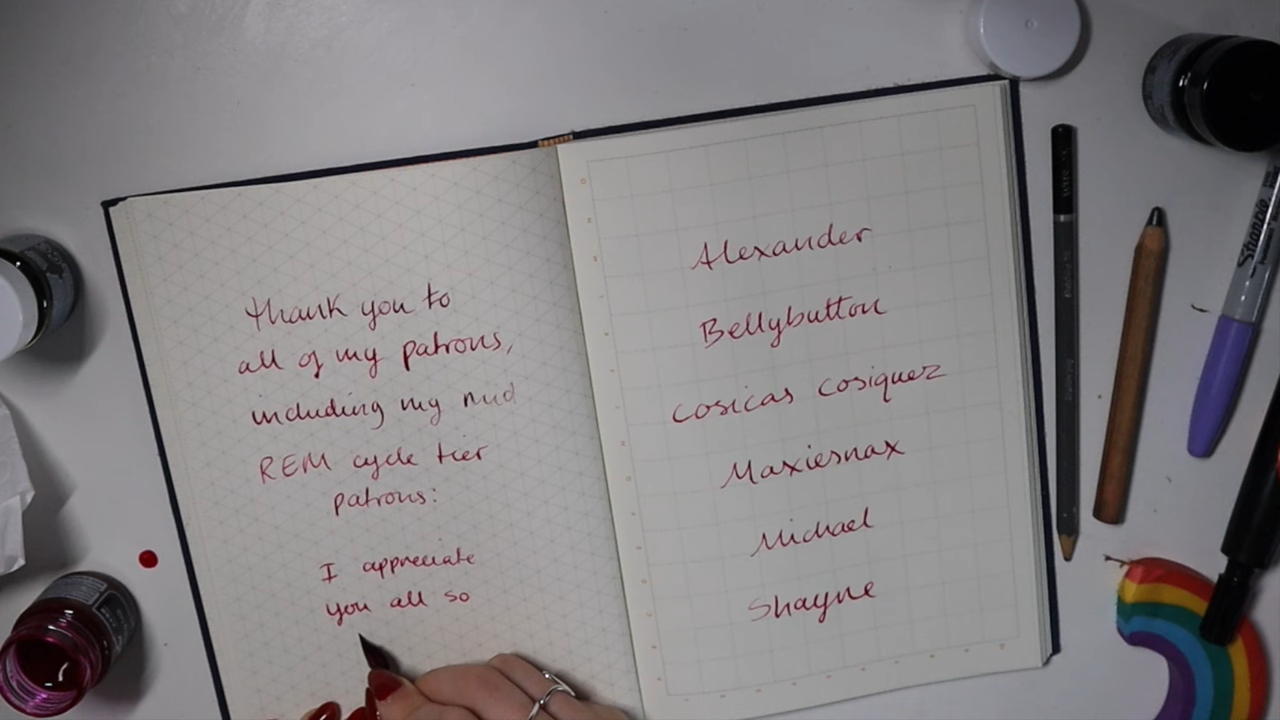 thank you to
all of my patrons,
including my mid
REM cycle tier
patrons:
I appreciate
you all so
Alexander
Bellybutton
cosicas cosiquez
Maxiesnax
Michael
Shayne
Sharpie